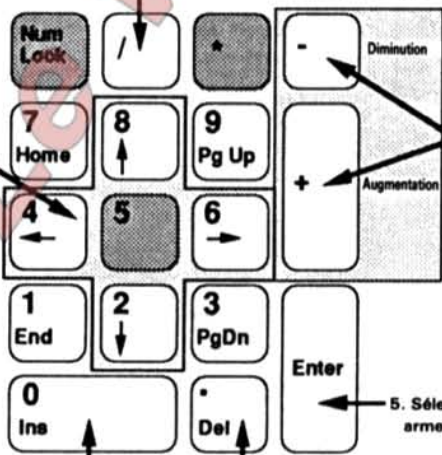 Num
Lock
/
*
-
Diminution
7
Home
8
9
Pg Up
+
Augmentation
4
5
6
1
End
2
3
PgDn
Enter
0
Ins
.
Del
5. Séle
arme